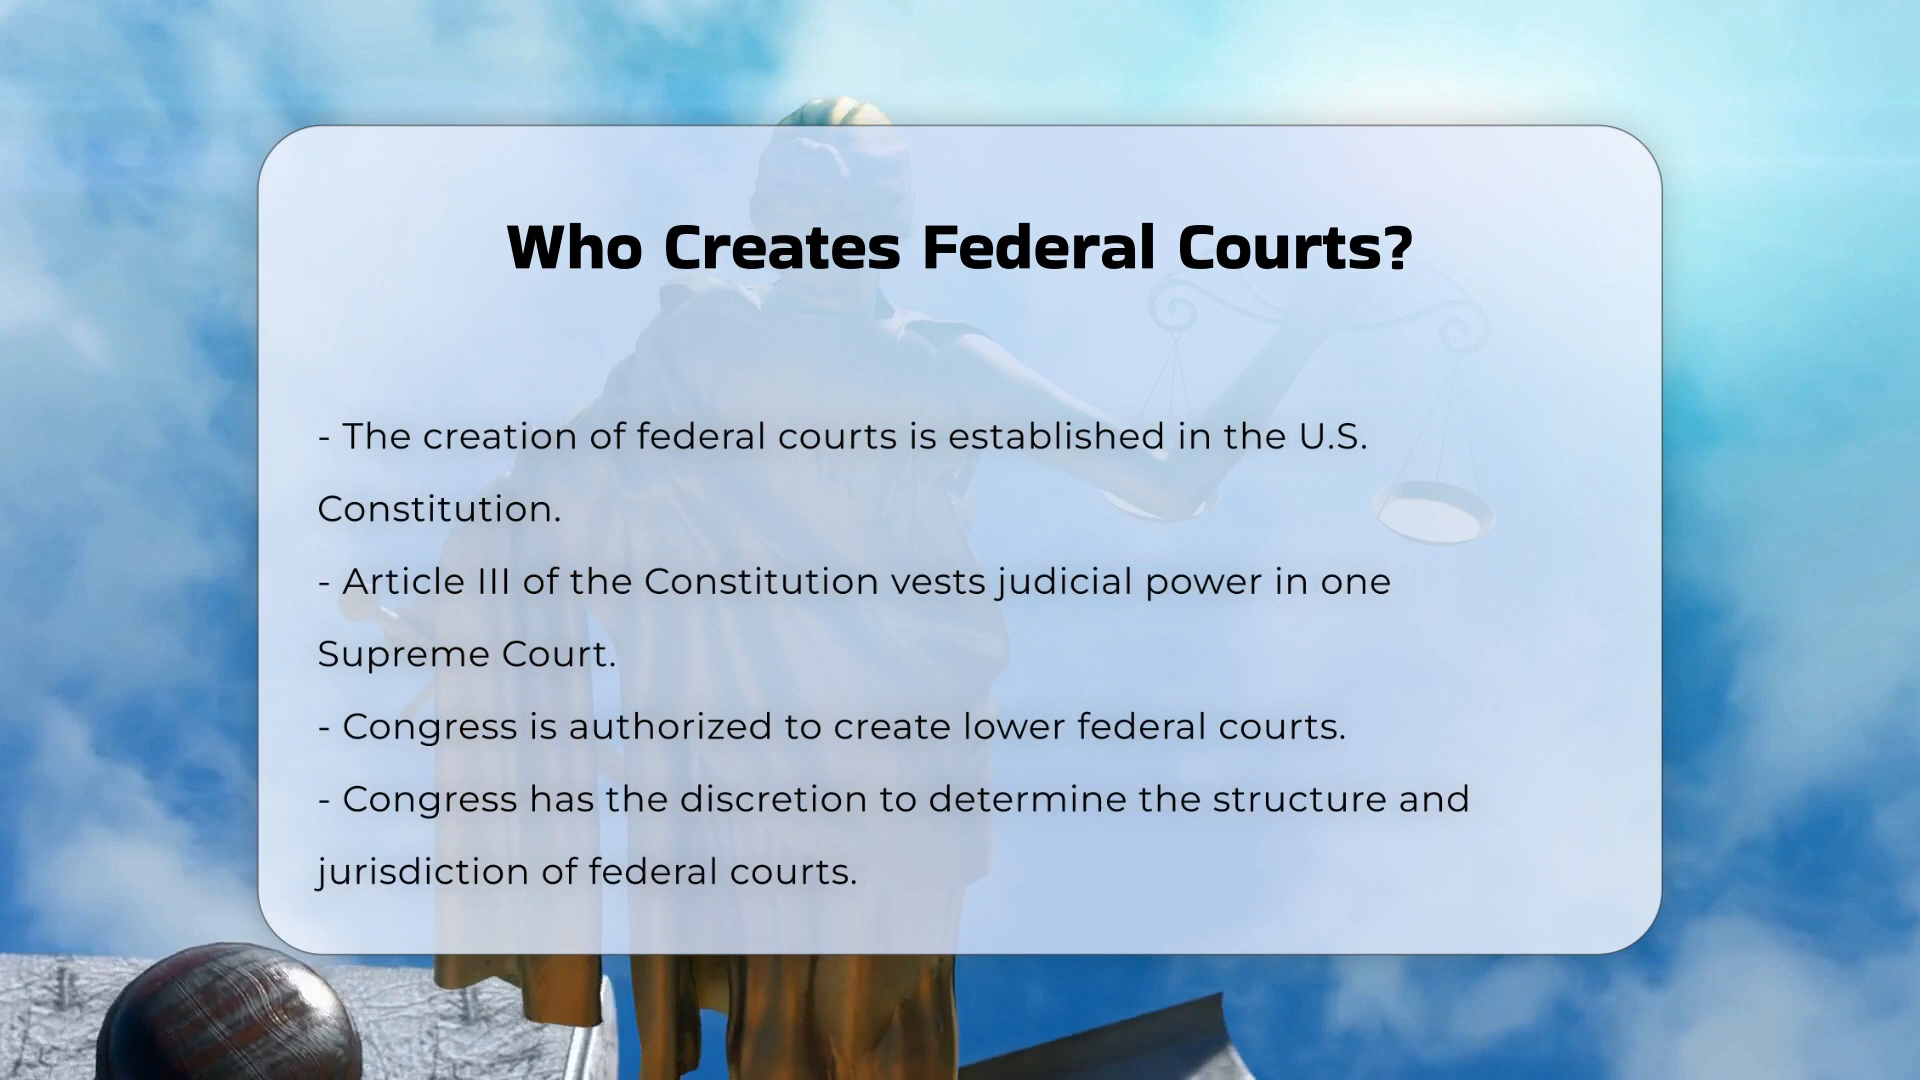 Who Creates Federal Courts?
- The creation of federal courts is established in the U.S.
Constitution.
- Article III of the Constitution vests judicial power in one
Supreme Court.
- Congress is authorized to create lower federal courts.
- Congress has the discretion to determine the structure and
jurisdiction of federal courts.